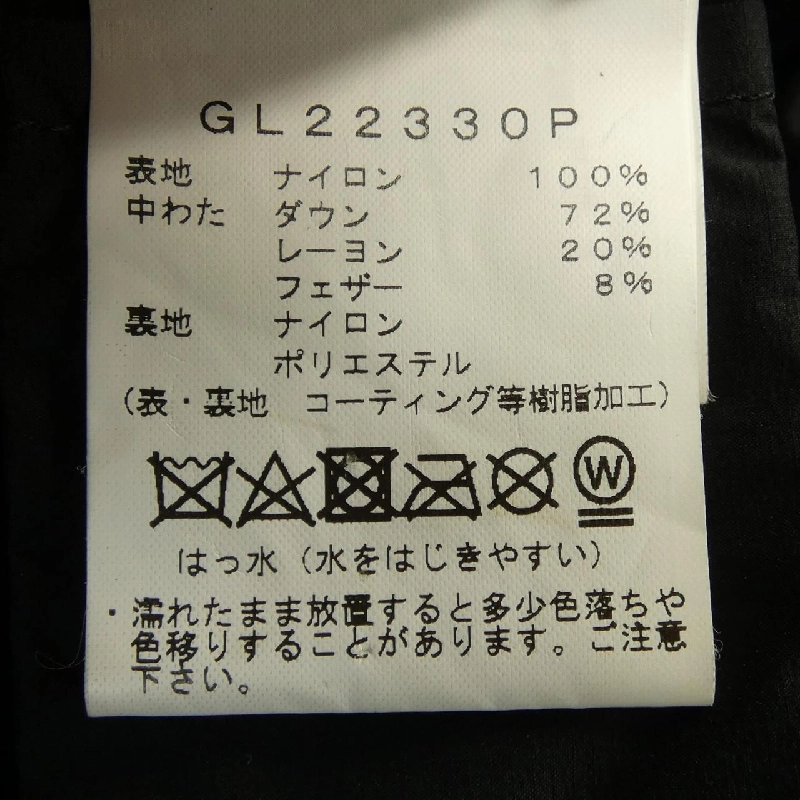 GL22330P
表地 ナイロン 100%
中わた ダウン 72%
レーヨン 20%
フェザー 8%
裏地 ナイロン
ポリエステル
(表・裏地 コーティング等樹脂加工)
W
はっ水(水をはじきやすい)
・濡れたまま放置すると多少色落ちや
色移りすることがあります。ご注意
下さい。